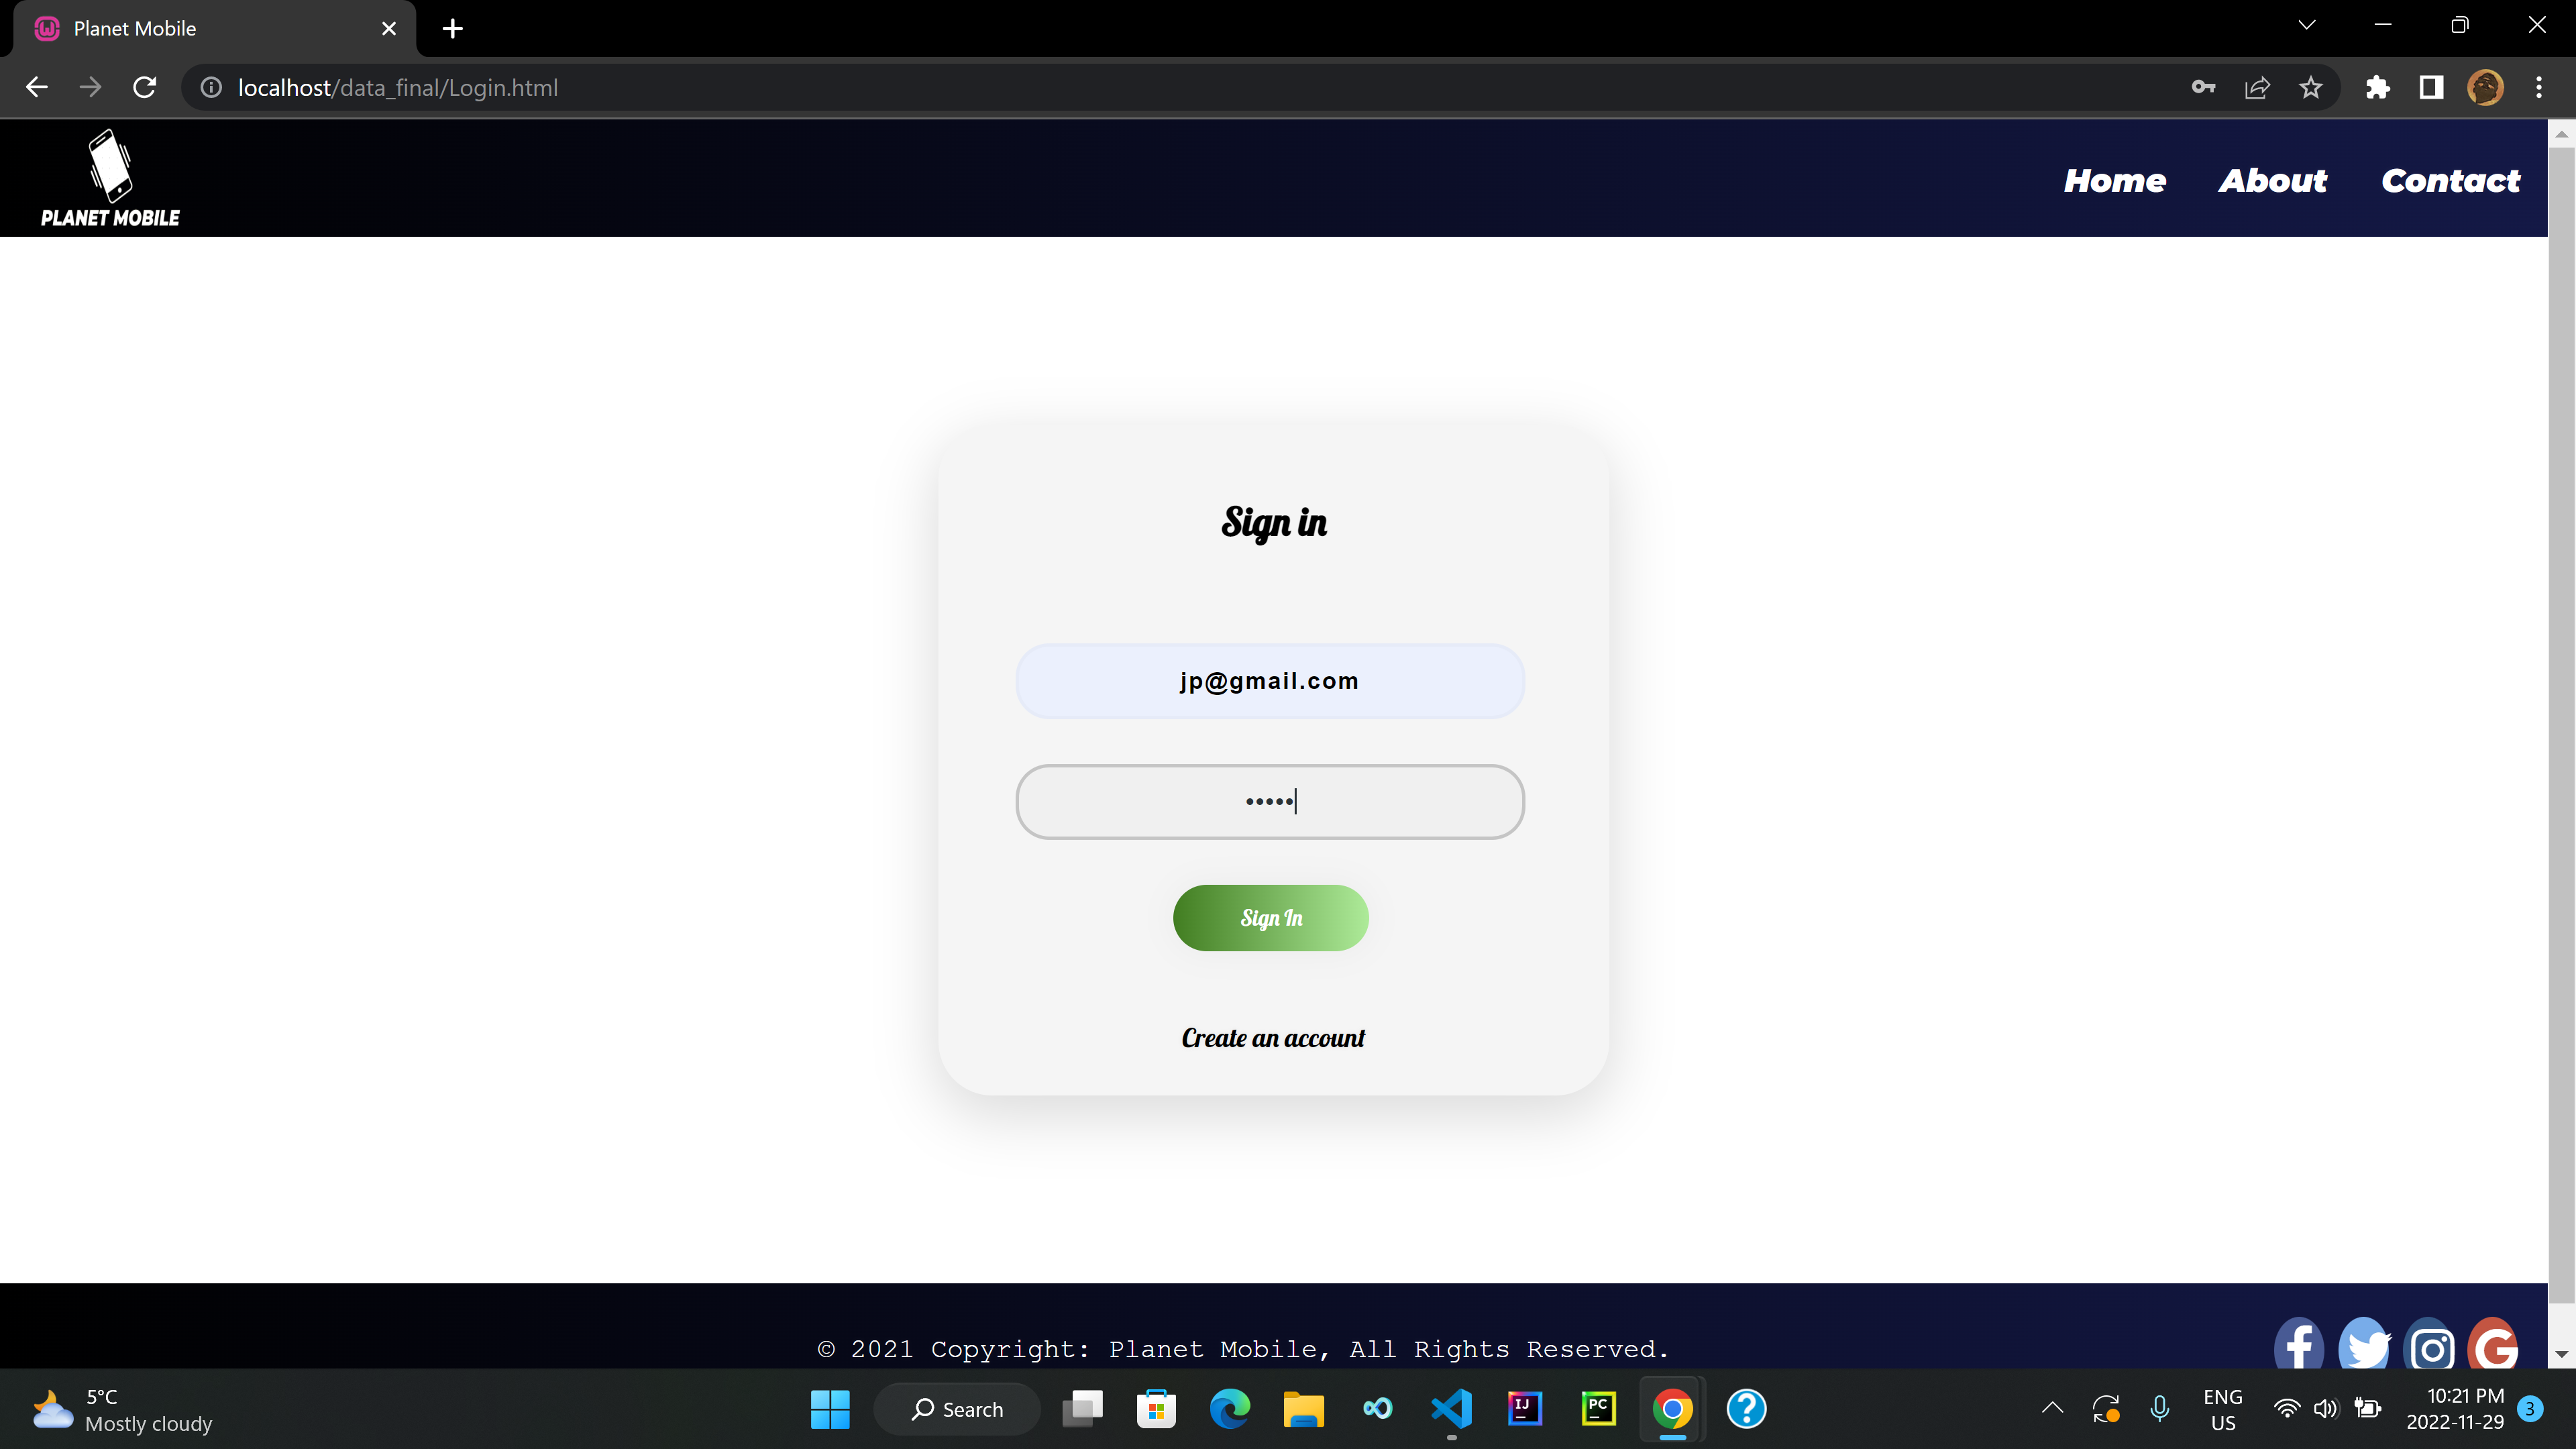 Planet Mobile
localhost/data_final/Login.html
PLANET MOBILE
Home About Contact
Sign in
jp@gmail.com
•••••
Sign In
Create an account
© 2021 Copyright: Planet Mobile, All Rights Reserved.
5°C
Mostly cloudy
Search
IJ
PC
ENG
US
10:21 PM
2022-11-29
3